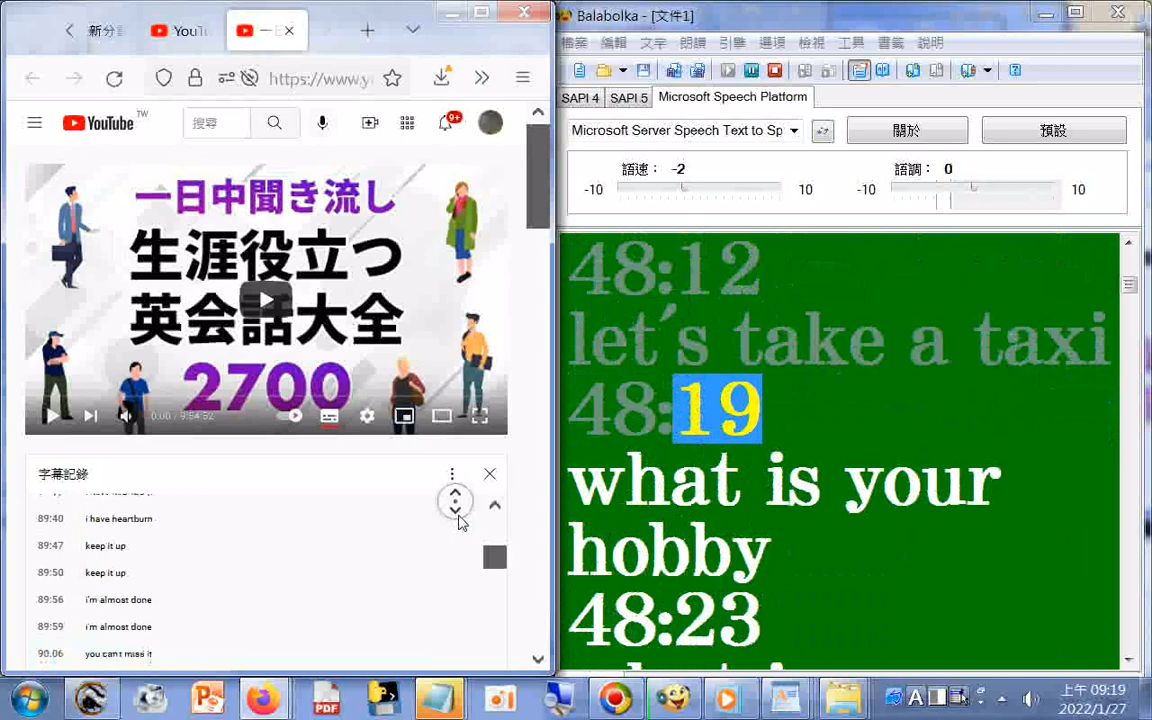 新分
YouT
一E
https://www.y
YouTube TW
搜尋
9+
一日中聞き流し
生涯役立つ
英会話大全
2700
0:00 / 9:54:52
字幕記錄
89:40 i have heartburn
89:47 keep it up
89:50 keep it up
89:56 i'm almost done
89:59 i'm almost done
90:06 you can't miss it
Balabolka - [文件1]
檔案 編輯 文字 朗讀 引擎 選項 檢視 工具 書籤 說明
SAPI 4 SAPI 5 Microsoft Speech Platform
Microsoft Server Speech Text to Sp
關於
預設
語速： -2
-10 10
語調： 0
-10 10
48:12
let's take a taxi
48:19
what is your
hobby
48:23
PDF
A
上午 09:19
2022/1/27